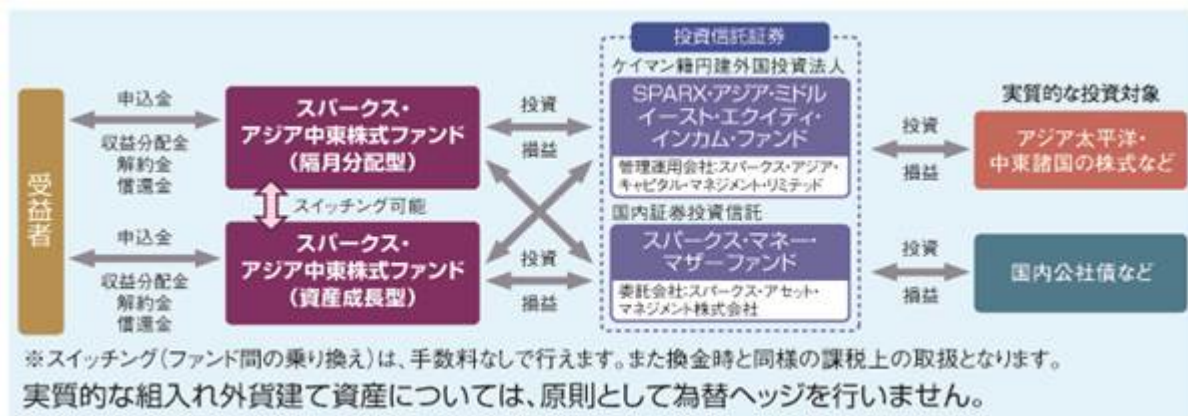 投資信託証券
ケイマン籍円建外国投資法人
受益者
申込金
収益分配金
解約金
償還金
スパークス・
アジア中東株式ファンド
(隔月分配型)
投資
損益
SPARX・アジア・ミドル
イースト・エクイティ・
インカム・ファンド
管理運用会社:スパークス・アジア・
キャピタル・マネジメント・リミテッド
投資
損益
実質的な投資対象
アジア太平洋・
中東諸国の株式など
スイッチング可能
申込金
収益分配金
解約金
償還金
スパークス・
アジア中東株式ファンド
(資産成長型)
投資
損益
国内証券投資信託
スパークス・マネー・
マザーファンド
委託会社:スパークス・アセット・
マネジメント株式会社
投資
損益
国内公社債など
※スイッチング(ファンド間の乗り換え)は、手数料なしで行えます。また換金時と同様の課税上の取扱となります。
実質的な組入れ外貨建て資産については、原則として為替ヘッジを行いません。